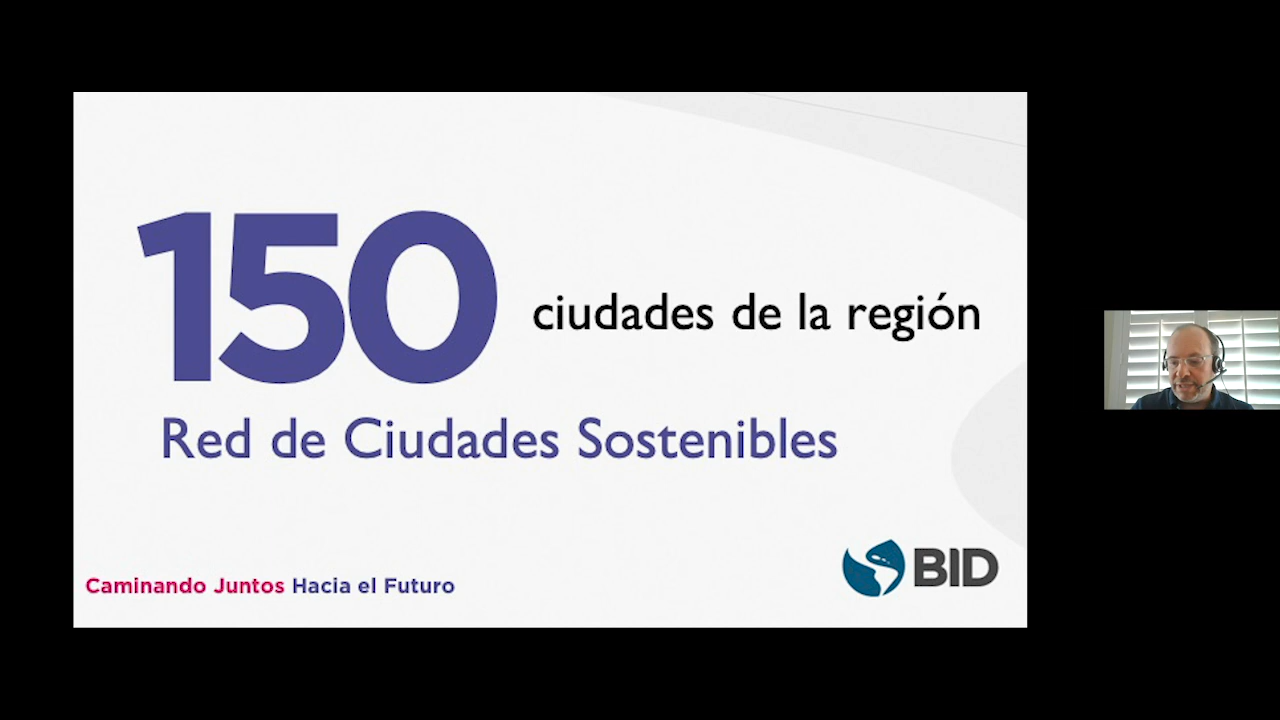 150
ciudades de la región
Red de Ciudades Sostenibles
Caminando Juntos Hacia el Futuro
BID